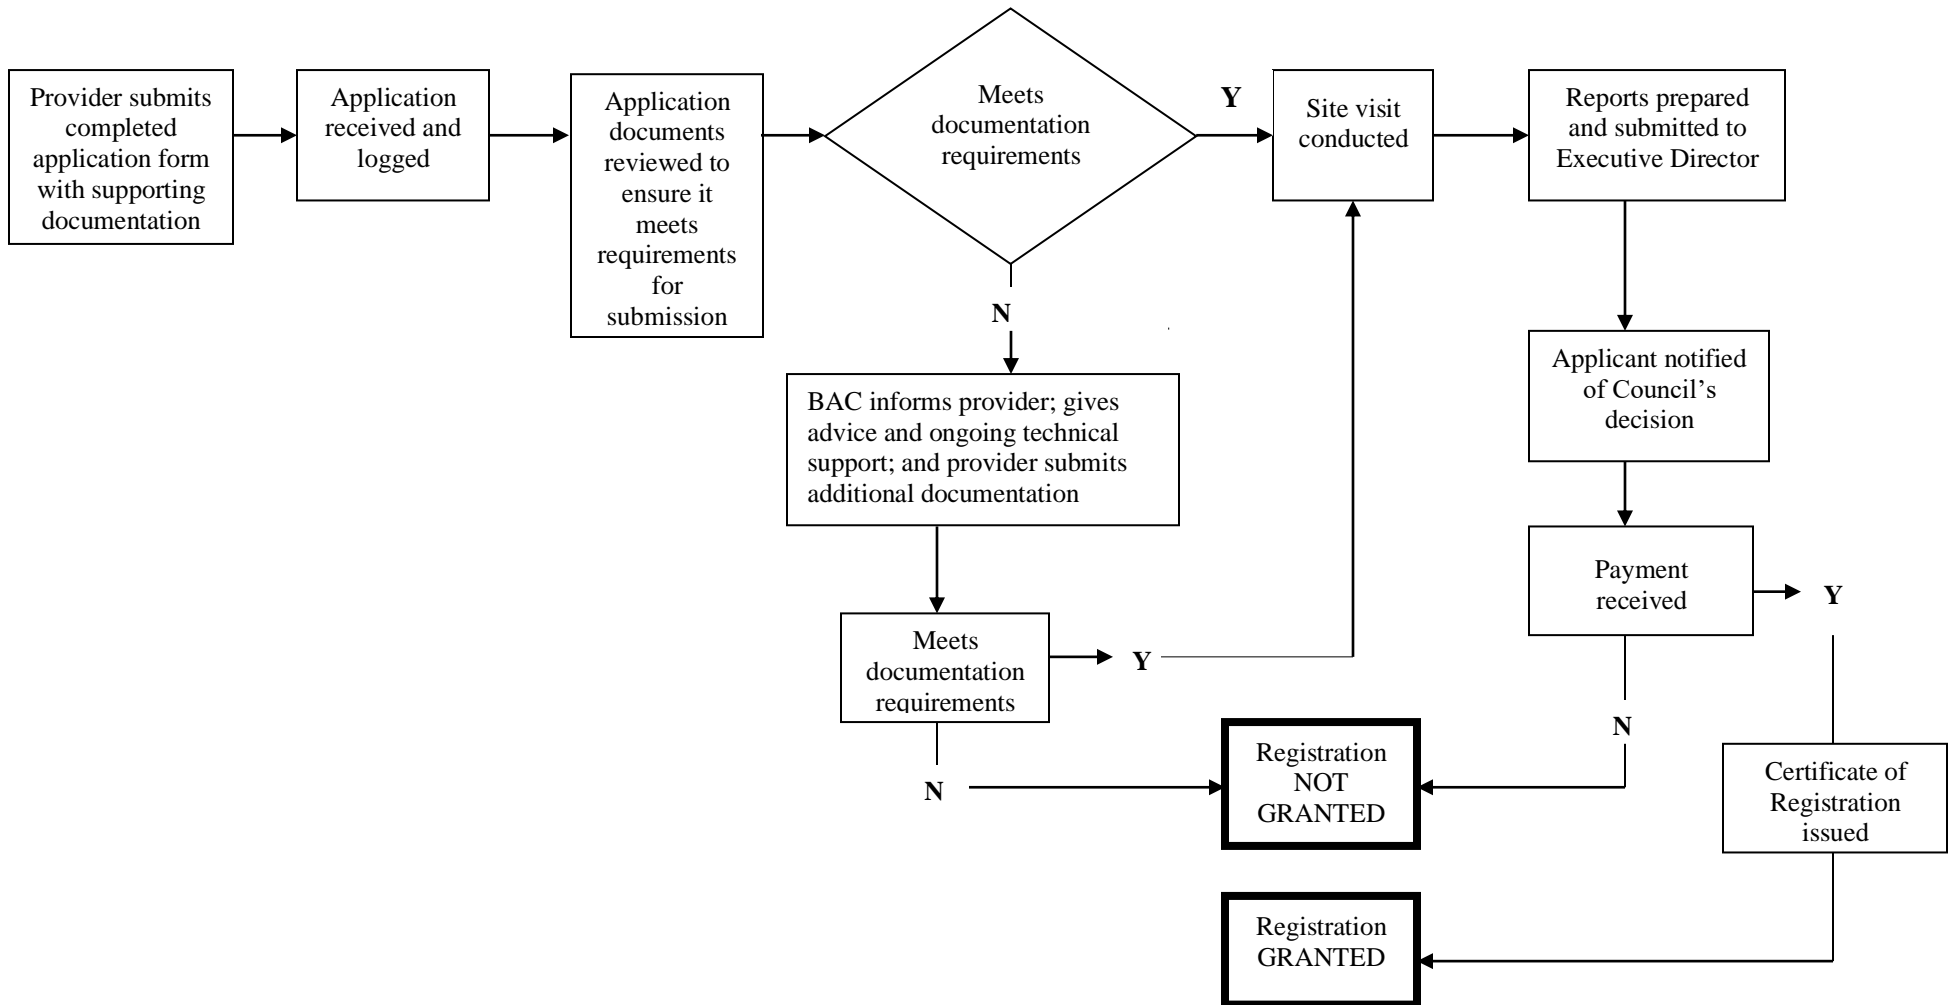 Provider submits
completed
application form
with supporting
documentation
Application
received and
logged
Application
documents
reviewed to
ensure it
meets
requirements
for
submission
Meets
documentation
requirements
Y
Site visit
conducted
Reports prepared
and submitted to
Executive Director
N
BAC informs provider; gives
advice and ongoing technical
support; and provider submits
additional documentation
Applicant notified
of Council’s
decision
Meets
documentation
requirements
Y
Payment
received
Y
N
Registration
NOT
GRANTED
N
Certificate of
Registration
issued
Registration
GRANTED